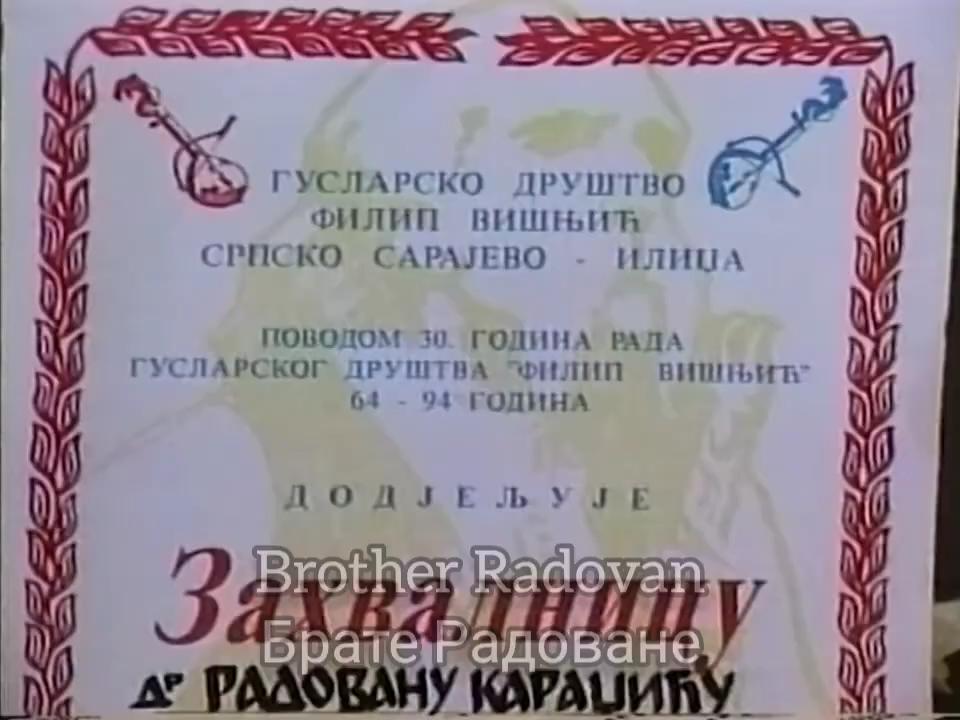 ГУСЛАРСКО ДРУШТВО
ФИЛИП ВИШЊИЋ
СРПСКО САРАЈЕВО - ИЛИЏА
ПОВОДОМ 30. ГОДИНА РАДА
ГУСЛАРСКОГ ДРУШТВА "ФИЛИП ВИШЊИЋ"
64 - 94 ГОДИНА
ДОДЈЕЉУЈЕ
Захвалницу
Brother Radovan
Брате Радоване
ДР РАДОВАНУ КАРАЏИЋУ